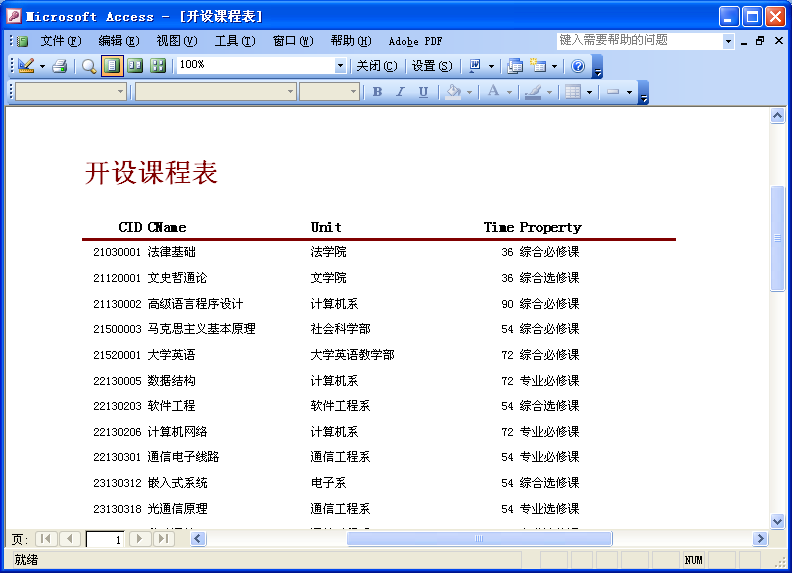 Microsoft Access - [开设课程表]
文件(F) 编辑(E) 视图(V) 工具(T) 窗口(W) 帮助(H) Adobe PDF 键入需要帮助的问题
100% 关闭(C) 设置(S)
B I U A
开设课程表
CID CName Unit Time Property
21030001 法律基础 法学院 36 综合必修课
21120001 文史哲通论 文学院 36 综合选修课
21130002 高级语言程序设计 计算机系 90 综合必修课
21500003 马克思主义基本原理 社会科学部 54 综合必修课
21520001 大学英语 大学英语教学部 72 综合必修课
22130005 数据结构 计算机系 72 专业必修课
22130203 软件工程 软件工程系 54 综合选修课
22130206 计算机网络 计算机系 72 专业必修课
22130301 通信电子线路 通信工程系 54 专业必修课
23130312 嵌入式系统 电子系 54 综合选修课
23130318 光通信原理 通信工程系 54 专业选修课
页: 1
就绪 NUM